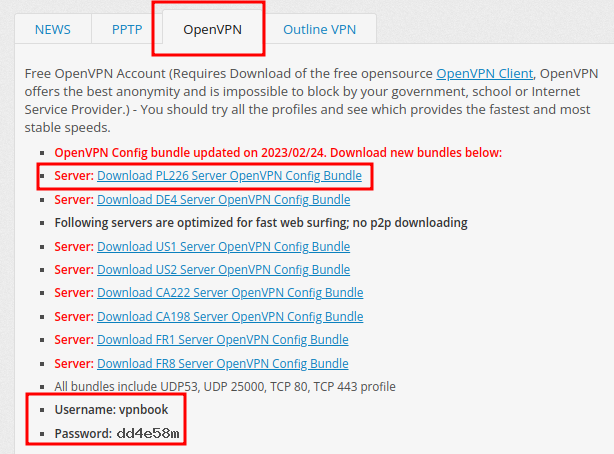 NEWS PPTP OpenVPN Outline VPN
Free OpenVPN Account (Requires Download of the free opensource OpenVPN Client, OpenVPN
offers the best anonymity and is impossible to block by your government, school or Internet
Service Provider.) - You should try all the profiles and see which provides the fastest and most
stable speeds.
OpenVPN Config bundle updated on 2023/02/24. Download new bundles below:
Server: Download PL226 Server OpenVPN Config Bundle
Server: Download DE4 Server OpenVPN Config Bundle
Following servers are optimized for fast web surfing; no p2p downloading
Server: Download US1 Server OpenVPN Config Bundle
Server: Download US2 Server OpenVPN Config Bundle
Server: Download CA222 Server OpenVPN Config Bundle
Server: Download CA198 Server OpenVPN Config Bundle
Server: Download FR1 Server OpenVPN Config Bundle
Server: Download FR8 Server OpenVPN Config Bundle
All bundles include UDP53, UDP 25000, TCP 80, TCP 443 profile
Username: vpnbook
Password: dd4e58m